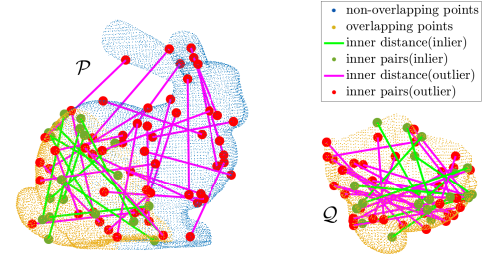 non-overlapping points
overlapping points
inner distance(inlier)
inner pairs(inlier)
inner distance(outlier)
inner pairs(outlier)
𝒫
𝒬